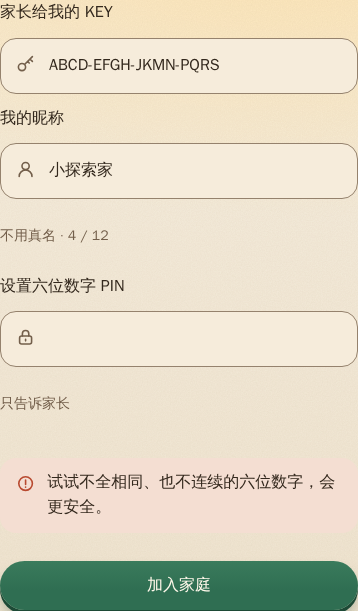 家长给我的 KEY
ABCD-EFGH-JKMN-PQRS
我的昵称
小探索家
不用真名 · 4 / 12
设置六位数字 PIN
只告诉家长
试试不全相同、也不连续的六位数字，会
更安全。
加入家庭